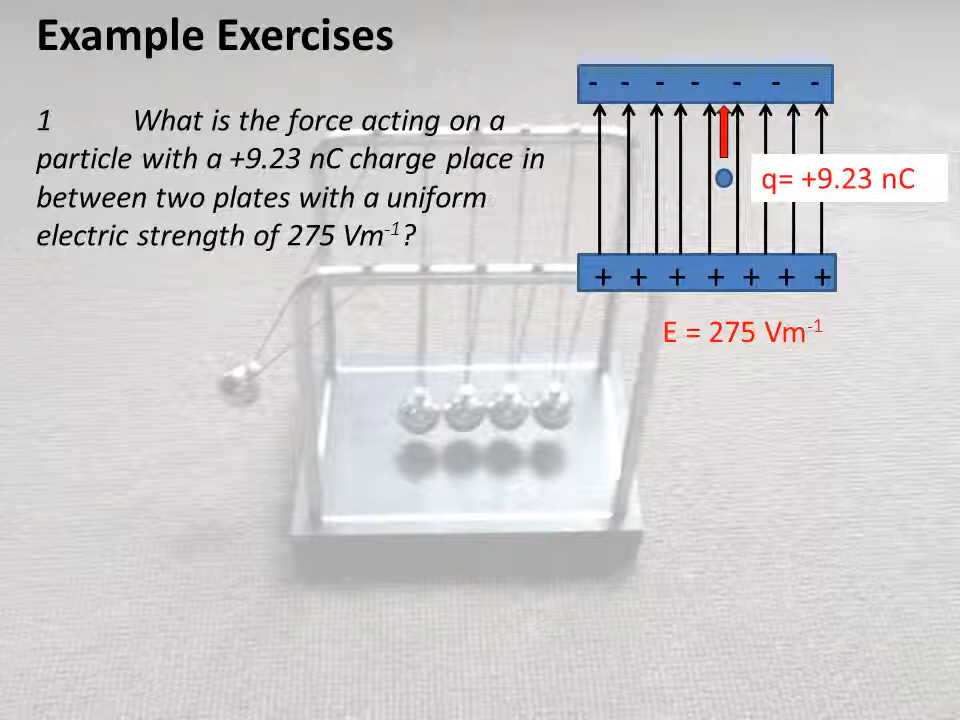 Example Exercises
1 What is the force acting on a
particle with a +9.23 nC charge place in
between two plates with a uniform
electric strength of 275 Vm-1?
- - - - - - -
q= +9.23 nC
+ + + + + + +
E = 275 Vm-1